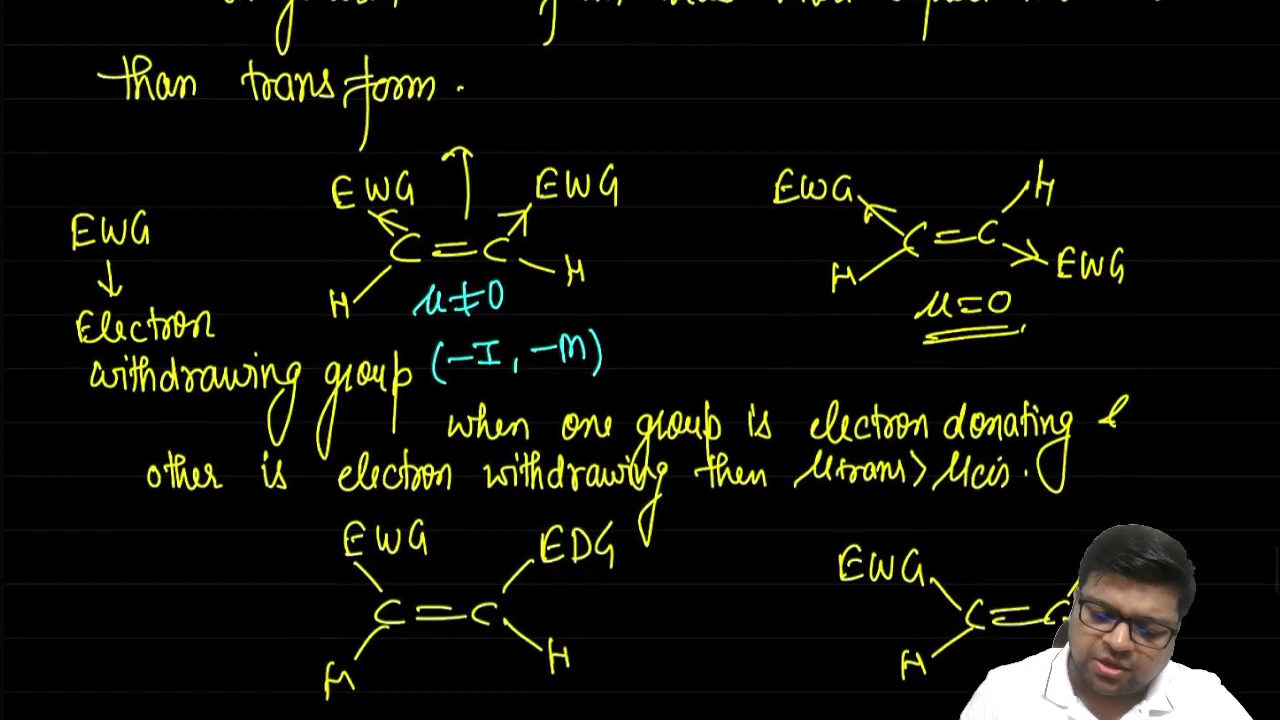 than trans form.
EWG EWG EWG H
EWG
C=C C=C
H H H EWG
μ≠0 μ=0
↓
Electron
withdrawing group (-I, -M)
when one group is electron donating &
other is electron withdrawing then μtrans > μcis.
EWG EDG EWG
C=C C=C
H H H